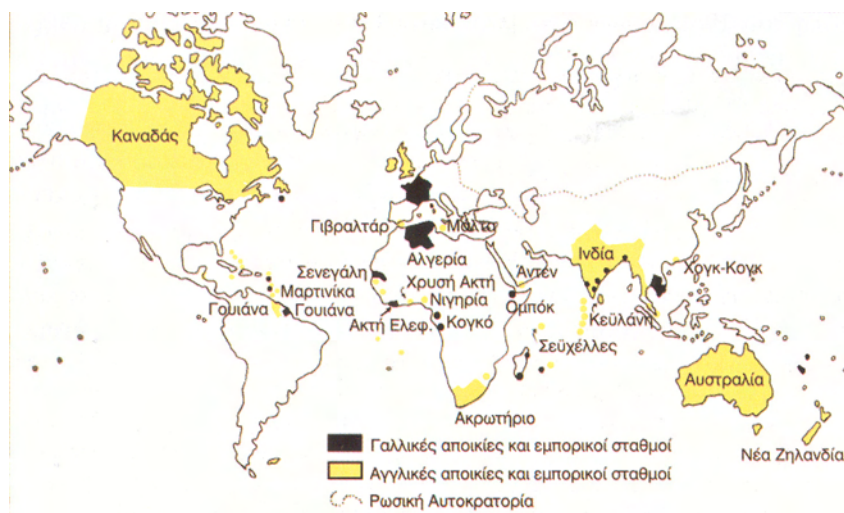 Καναδάς
Γιβραλτάρ
Μάλτα
Αλγερία
Ινδία
Άντεν
Χογκ-Κογκ
Σενεγάλη
Χρυσή Ακτή
Μαρτινίκα
Νιγηρία
Ομπόκ
Γουιάνα
Γουιάνα
Ακτή Ελεφ.
Κογκό
Κεϋλάνη
Σεϋχέλλες
Αυστραλία
Ακρωτήριο
Νέα Ζηλανδία
Γαλλικές αποικίες και εμπορικοί σταθμοί
Αγγλικές αποικίες και εμπορικοί σταθμοί
Ρωσική Αυτοκρατορία